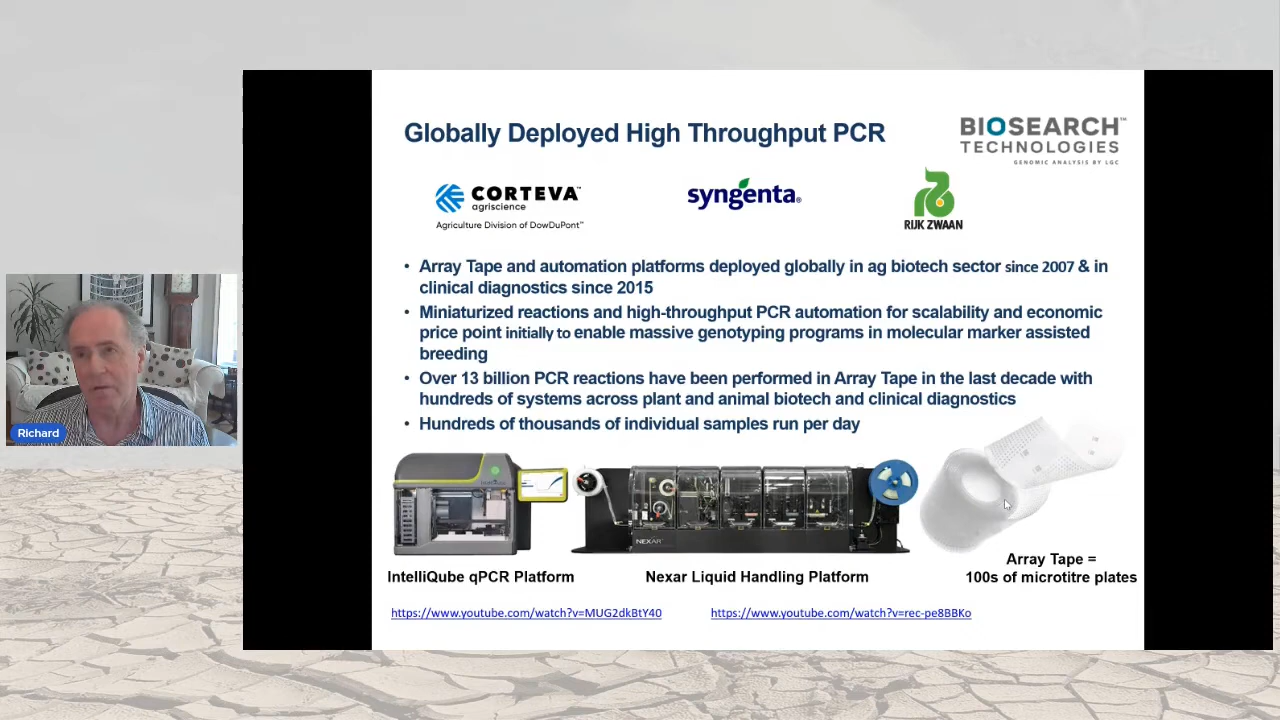 Globally Deployed High Throughput PCR
BIOSEARCH™
TECHNOLOGIES
GENOMIC ANALYSIS BY LGC
CORTEVA™
agriscience
Agriculture Division of DowDuPont™
syngenta®
RIJK ZWAAN
• Array Tape and automation platforms deployed globally in ag biotech sector since 2007 & in
clinical diagnostics since 2015
• Miniaturized reactions and high-throughput PCR automation for scalability and economic
price point initially to enable massive genotyping programs in molecular marker assisted
breeding
• Over 13 billion PCR reactions have been performed in Array Tape in the last decade with
hundreds of systems across plant and animal biotech and clinical diagnostics
• Hundreds of thousands of individual samples run per day
Richard
NEXAR
Array Tape =
100s of microtitre plates
IntelliQube qPCR Platform
Nexar Liquid Handling Platform
https://www.youtube.com/watch?v=MUG2dkBtY40
https://www.youtube.com/watch?v=rec-pe8BBKo